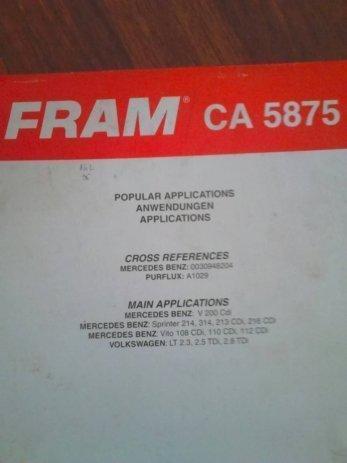 FRAM® CA 5875
POPULAR APPLICATIONS
ANWENDUNGEN
APPLICATIONS
CROSS REFERENCES
MERCEDES BENZ: 0030948204
PURFLUX: A1029
MAIN APPLICATIONS
MERCEDES BENZ: V 200 Cdi
MERCEDES BENZ: Sprinter 214, 314, 213 CDi, 216 CDi
MERCEDES BENZ: Vito 108 CDi, 110 CDi, 112 CDi
VOLKSWAGEN: LT 2.3, 2.5 TDi, 2.8 TDi